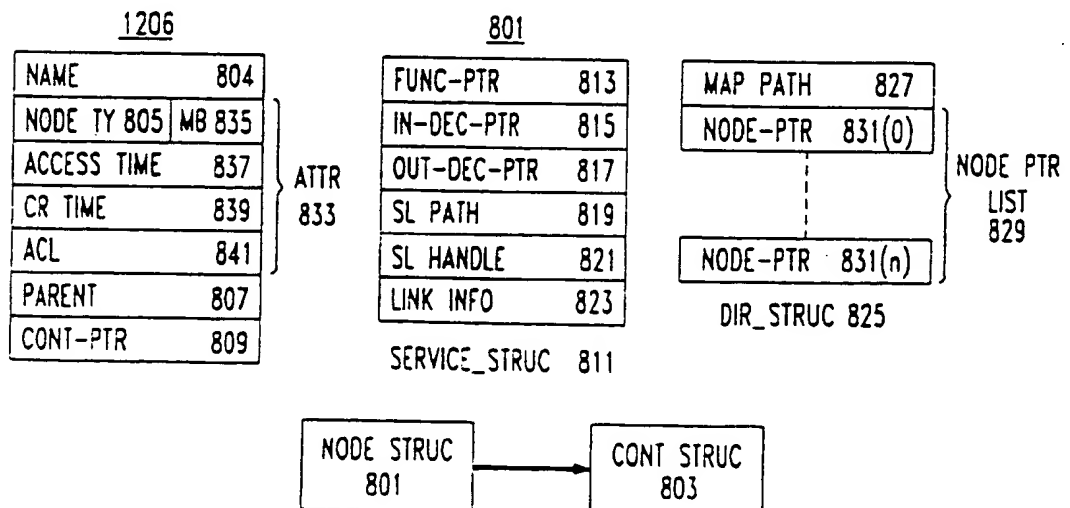 1206
NAME 804
NODE TY 805 MB 835
ACCESS TIME 837
CR TIME 839
ACL 841
PARENT 807
CONT-PTR 809
ATTR
833
801
FUNC-PTR 813
IN-DEC-PTR 815
OUT-DEC-PTR 817
SL PATH 819
SL HANDLE 821
LINK INFO 823
SERVICE_STRUC 811
MAP PATH 827
NODE-PTR 831(0)
NODE-PTR 831(n)
DIR_STRUC 825
NODE PTR
LIST
829
NODE STRUC
801
CONT STRUC
803